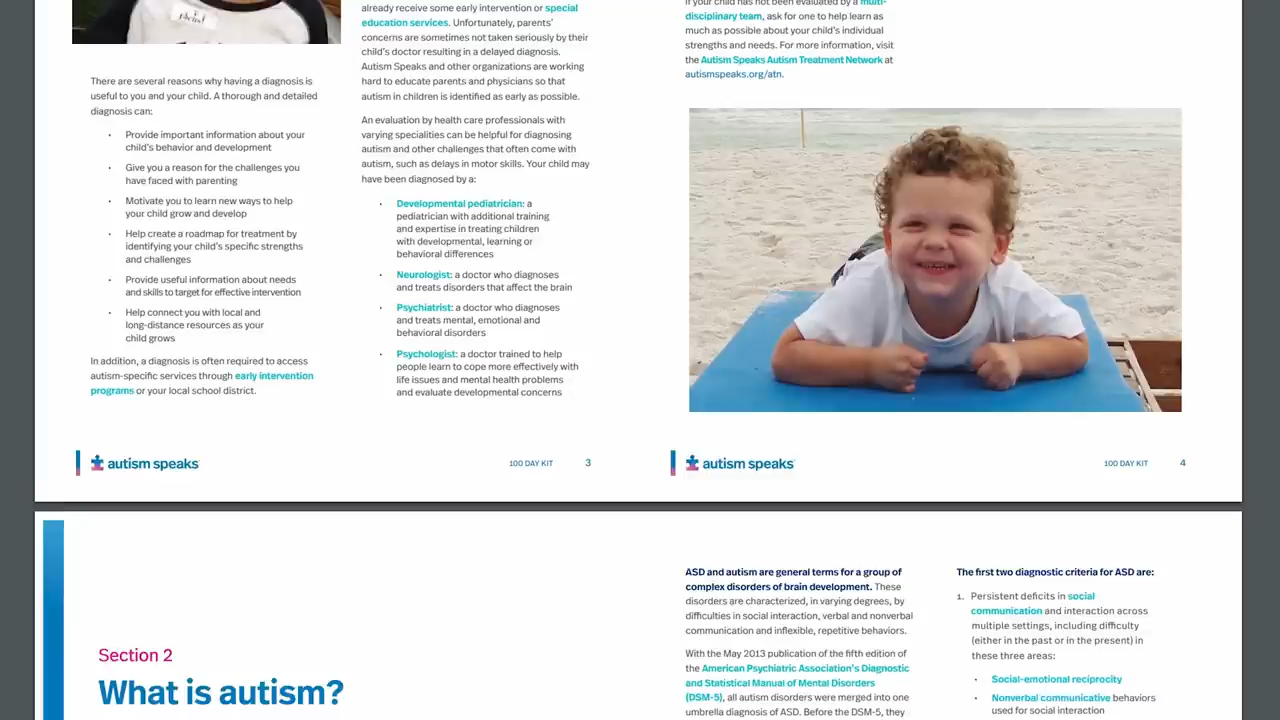 There are several reasons why having a diagnosis is
useful to you and your child. A thorough and detailed
diagnosis can:
· Provide important information about your
child's behavior and development
· Give you a reason for the challenges you
have faced with parenting
· Motivate you to learn new ways to help
your child grow and develop
· Help create a roadmap for treatment by
identifying your child's specific strengths
and challenges
· Provide useful information about needs
and skills to target for effective intervention
· Help connect you with local and
long-distance resources as your
child grows
In addition, a diagnosis is often required to access
autism-specific services through early intervention
programs or your local school district.
already receive some early intervention or special
education services. Unfortunately, parents'
concerns are sometimes not taken seriously by their
child's doctor resulting in a delayed diagnosis.
Autism Speaks and other organizations are working
hard to educate parents and physicians so that
autism in children is identified as early as possible.
An evaluation by health care professionals with
varying specialities can be helpful for diagnosing
autism and other challenges that often come with
autism, such as delays in motor skills. Your child may
have been diagnosed by a:
· Developmental pediatrician: a
pediatrician with additional training
and expertise in treating children
with developmental, learning or
behavioral differences
· Neurologist: a doctor who diagnoses
and treats disorders that affect the brain
· Psychiatrist: a doctor who diagnoses
and treats mental, emotional and
behavioral disorders
· Psychologist: a doctor trained to help
people learn to cope more effectively with
life issues and mental health problems
and evaluate developmental concerns
autism speaks
100 DAY KIT 3
If your child has not been evaluated by a multi-
disciplinary team, ask for one to help learn as
much as possible about your child's individual
strengths and needs. For more information, visit
the Autism Speaks Autism Treatment Network at
autismspeaks.org/atn.
autism speaks
100 DAY KIT 4
Section 2
What is autism?
ASD and autism are general terms for a group of
complex disorders of brain development. These
disorders are characterized, in varying degrees, by
difficulties in social interaction, verbal and nonverbal
communication and inflexible, repetitive behaviors.
With the May 2013 publication of the fifth edition of
the American Psychiatric Association's Diagnostic
and Statistical Manual of Mental Disorders
(DSM-5), all autism disorders were merged into one
umbrella diagnosis of ASD. Before the DSM-5, they
The first two diagnostic criteria for ASD are:
1. Persistent deficits in social
communication and interaction across
multiple settings, including difficulty
(either in the past or in the present) in
these three areas:
· Social-emotional reciprocity
· Nonverbal communicative behaviors
used for social interaction